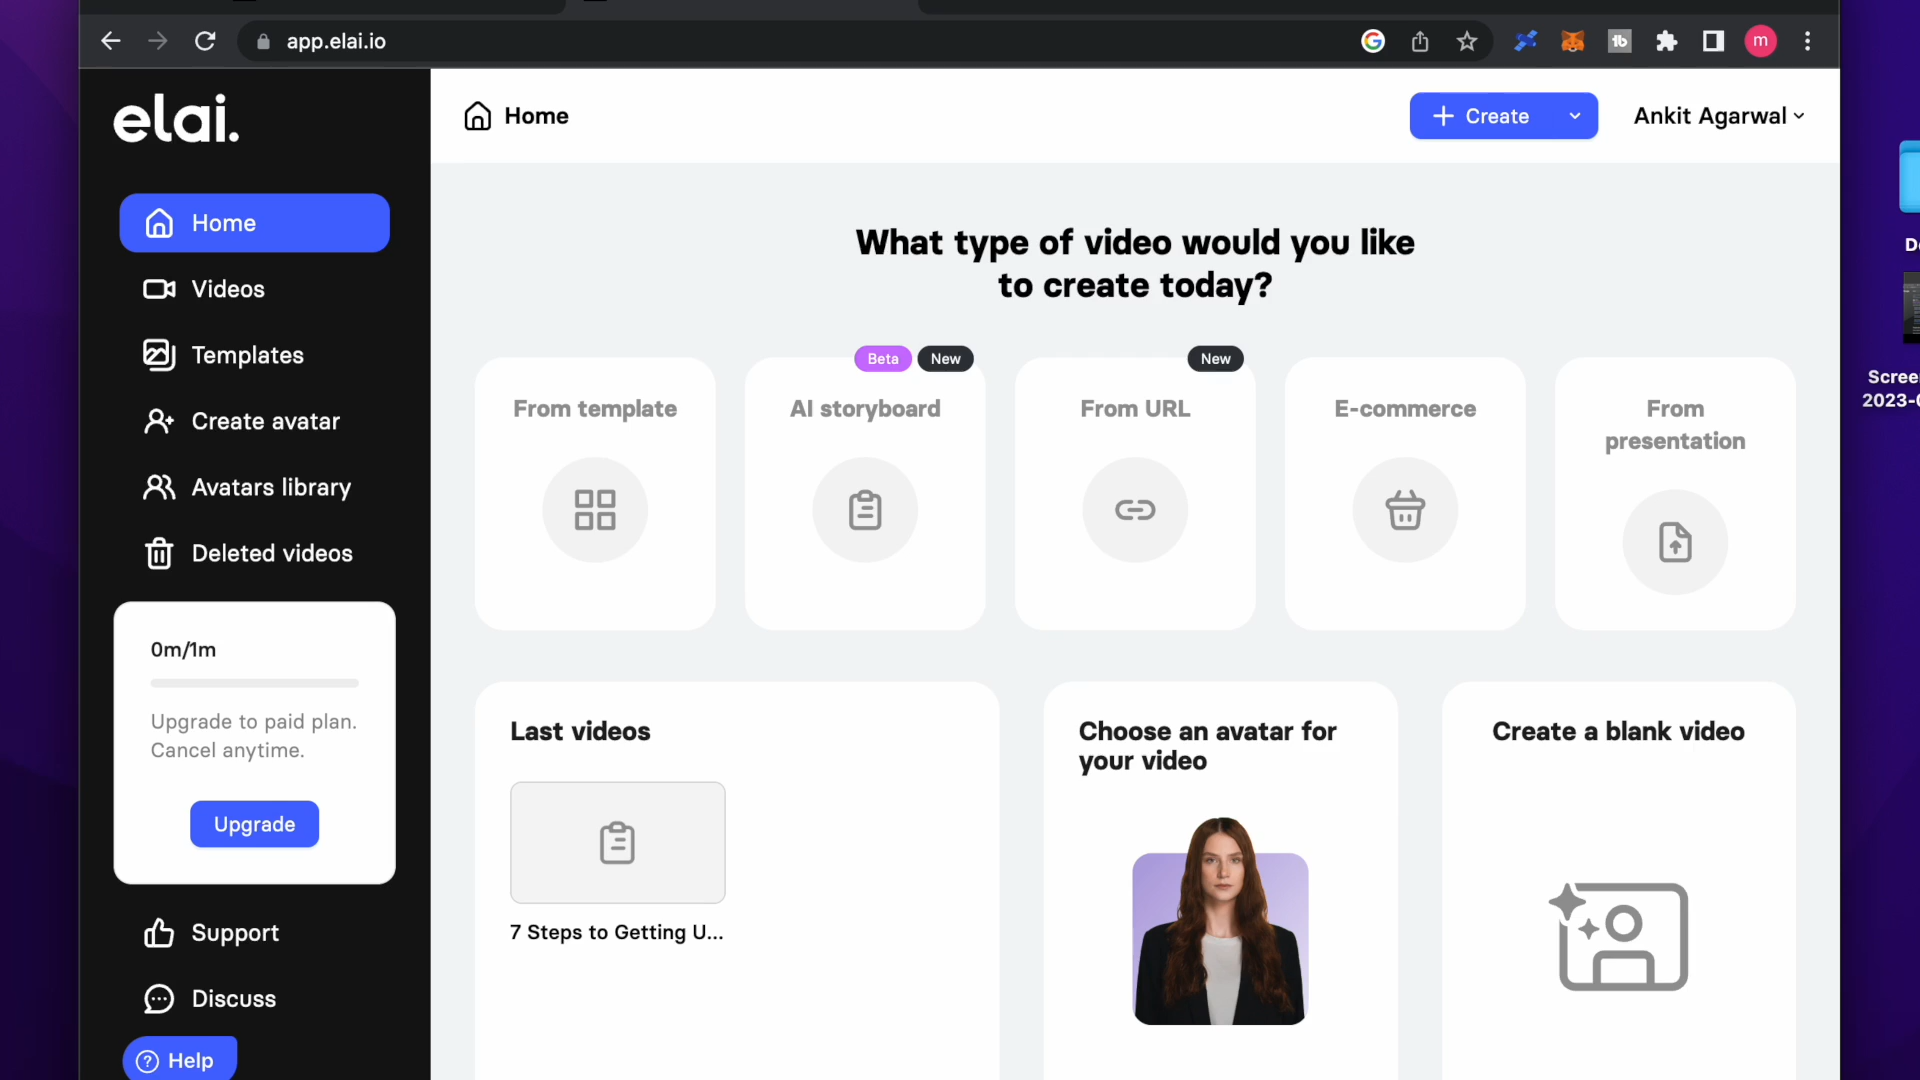 app.elai.io
m
elai.
Home
Create
Ankit Agarwal
Home
Videos
Templates
Create avatar
Avatars library
Deleted videos
0m/1m
Upgrade to paid plan.
Cancel anytime.
Upgrade
Support
Discuss
Help
What type of video would you like
to create today?
From template
Beta
New
AI storyboard
New
From URL
E-commerce
From
presentation
Last videos
7 Steps to Getting U...
Choose an avatar for
your video
Create a blank video
Scree
2023-